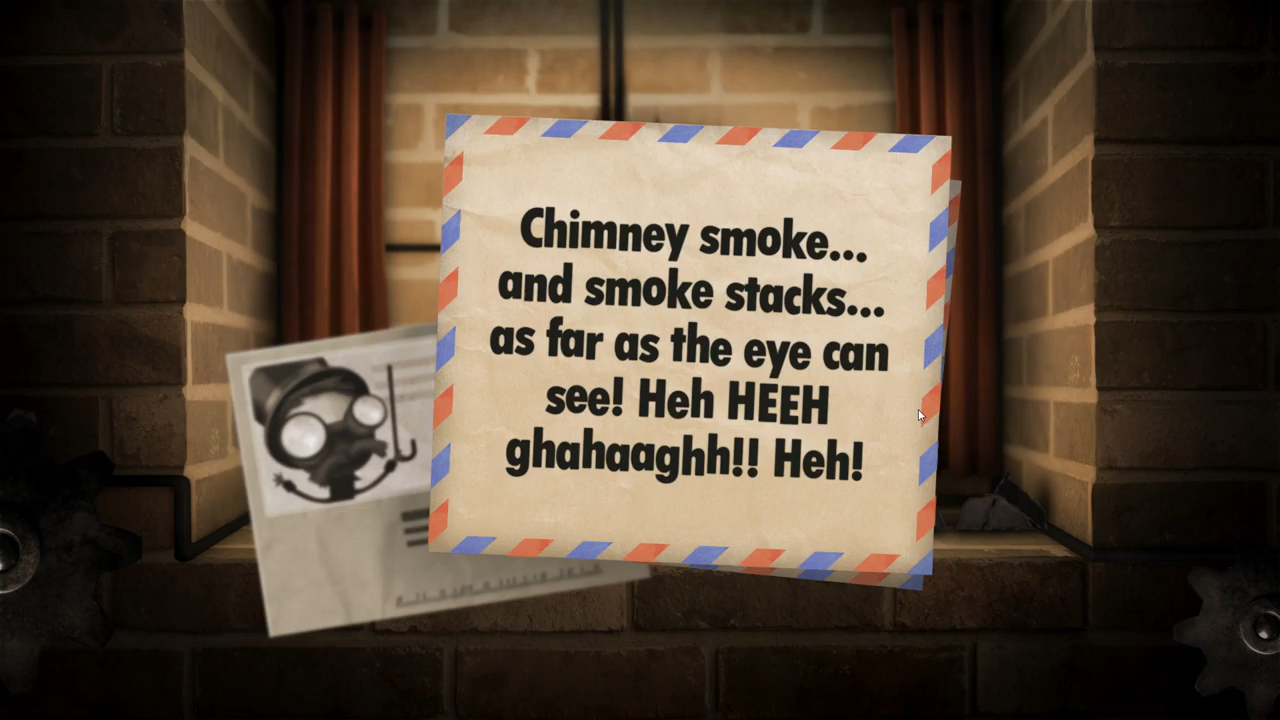 Chimney smoke...
and smoke stacks...
as far as the eye can
see! Heh HEEH
ghahaaghh!! Heh!